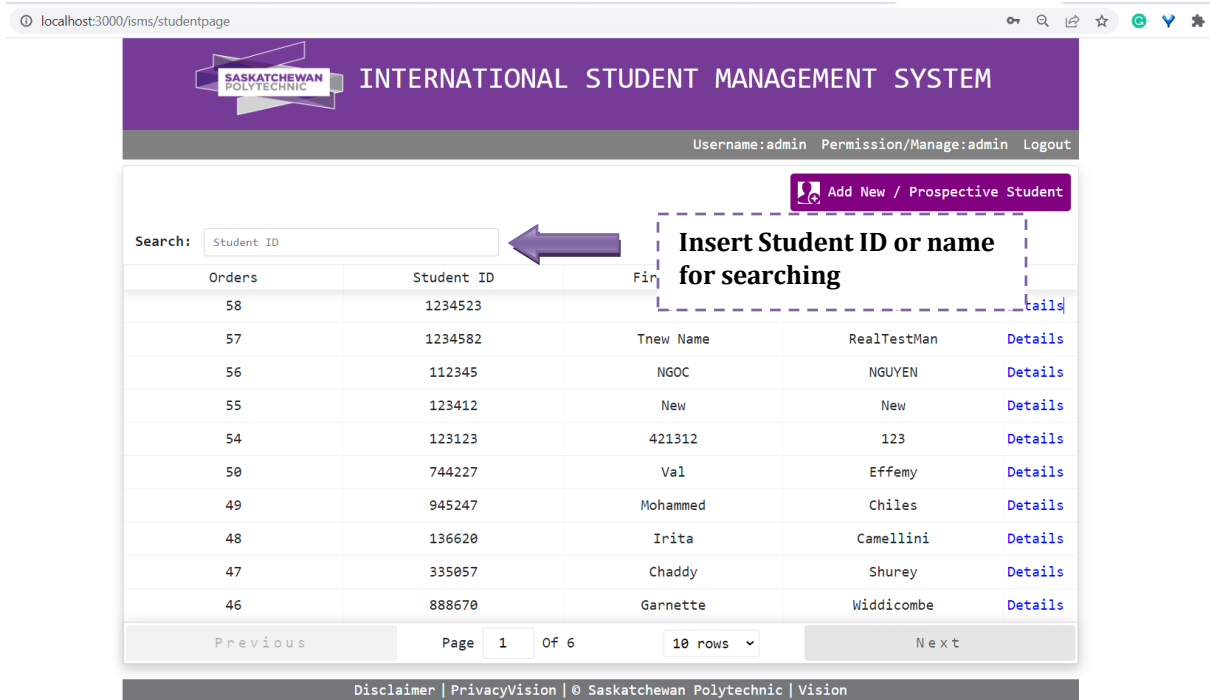 localhost:3000/isms/studentpage
SASKATCHEWAN
POLYTECHNIC
INTERNATIONAL STUDENT MANAGEMENT SYSTEM
Username:admin Permission/Manage:admin Logout
Add New / Prospective Student
Search: Student ID
Insert Student ID or name
for searching
Orders Student ID Fir
58 1234523 tails
57 1234582 Tnew Name RealTestMan Details
56 112345 NGOC NGUYEN Details
55 123412 New New Details
54 123123 421312 123 Details
50 744227 Val Effemy Details
49 945247 Mohammed Chiles Details
48 136620 Irita Camellini Details
47 335057 Chaddy Shurey Details
46 888670 Garnette Widdicombe Details
Previous Page 1 Of 6 10 rows Next
Disclaimer | PrivacyVision | © Saskatchewan Polytechnic | Vision